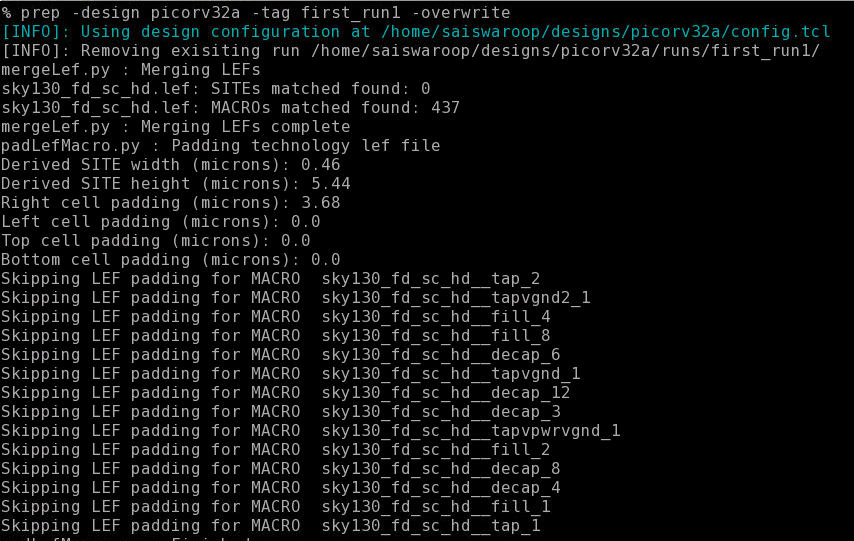 % prep -design picorv32a -tag first_run1 -overwrite
[INFO]: Using design configuration at /home/saiswaroop/designs/picorv32a/config.tcl
[INFO]: Removing exisiting run /home/saiswaroop/designs/picorv32a/runs/first_run1/
mergeLef.py : Merging LEFs
sky130_fd_sc_hd.lef: SITEs matched found: 0
sky130_fd_sc_hd.lef: MACROs matched found: 437
mergeLef.py : Merging LEFs complete
padLefMacro.py : Padding technology lef file
Derived SITE width (microns): 0.46
Derived SITE height (microns): 5.44
Right cell padding (microns): 3.68
Left cell padding (microns): 0.0
Top cell padding (microns): 0.0
Bottom cell padding (microns): 0.0
Skipping LEF padding for MACRO  sky130_fd_sc_hd__tap_2
Skipping LEF padding for MACRO  sky130_fd_sc_hd__tapvgnd2_1
Skipping LEF padding for MACRO  sky130_fd_sc_hd__fill_4
Skipping LEF padding for MACRO  sky130_fd_sc_hd__fill_8
Skipping LEF padding for MACRO  sky130_fd_sc_hd__decap_6
Skipping LEF padding for MACRO  sky130_fd_sc_hd__tapvgnd_1
Skipping LEF padding for MACRO  sky130_fd_sc_hd__decap_12
Skipping LEF padding for MACRO  sky130_fd_sc_hd__decap_3
Skipping LEF padding for MACRO  sky130_fd_sc_hd__tapvpwrvgnd_1
Skipping LEF padding for MACRO  sky130_fd_sc_hd__fill_2
Skipping LEF padding for MACRO  sky130_fd_sc_hd__decap_8
Skipping LEF padding for MACRO  sky130_fd_sc_hd__decap_4
Skipping LEF padding for MACRO  sky130_fd_sc_hd__fill_1
Skipping LEF padding for MACRO  sky130_fd_sc_hd__tap_1